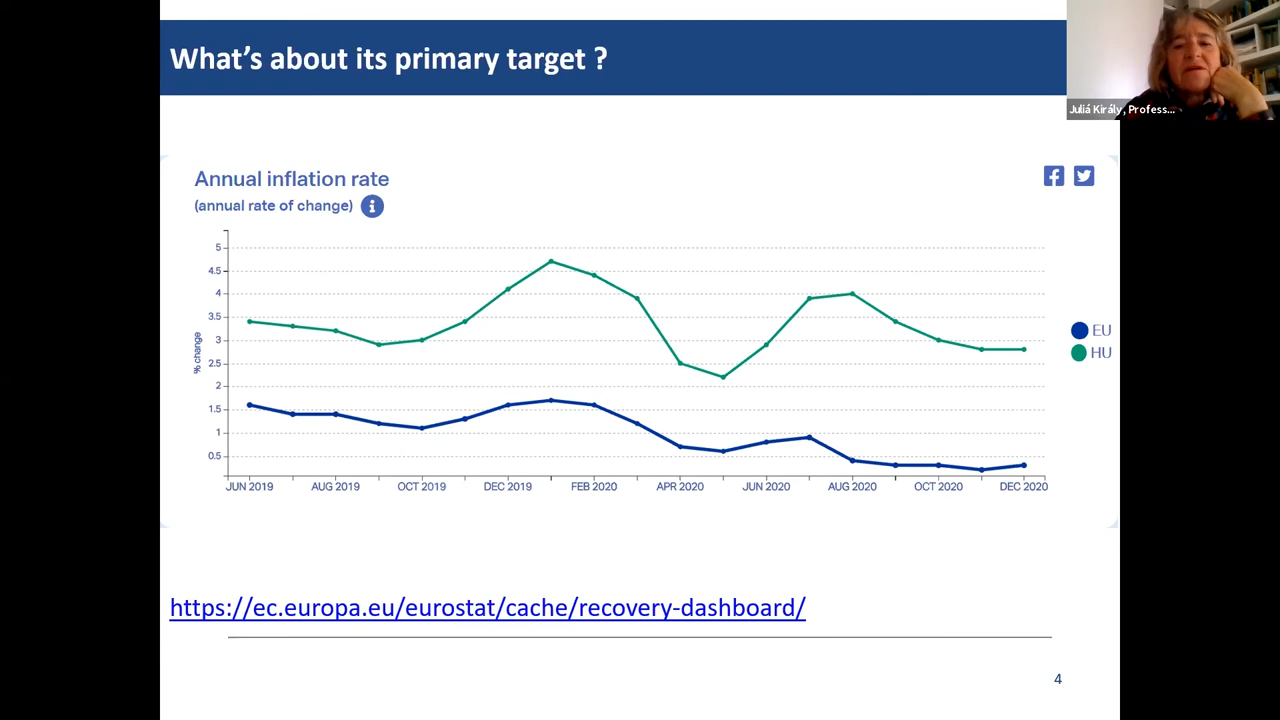 What's about its primary target ?
Juliá Király, Profess...
Annual inflation rate
(annual rate of change)
5
4.5
4
3.5
3
2.5
2
1.5
1
0.5
% change
JUN 2019 AUG 2019 OCT 2019 DEC 2019 FEB 2020 APR 2020 JUN 2020 AUG 2020 OCT 2020 DEC 2020
EU
HU
https://ec.europa.eu/eurostat/cache/recovery-dashboard/
4